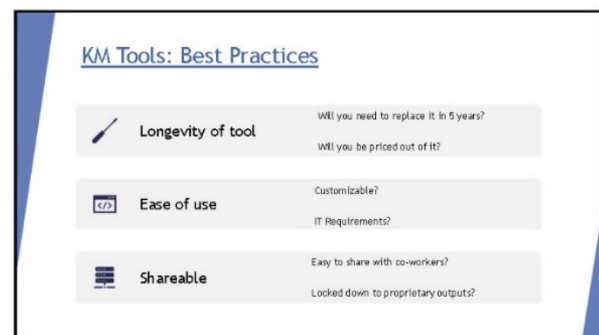 KM Tools: Best Practices
Longevity of tool
Will you need to replace it in 5 years?
Will you be priced out of it?
Ease of use
Customizable?
IT Requirements?
Shareable
Easy to share with co-workers?
Locked down to proprietary outputs?